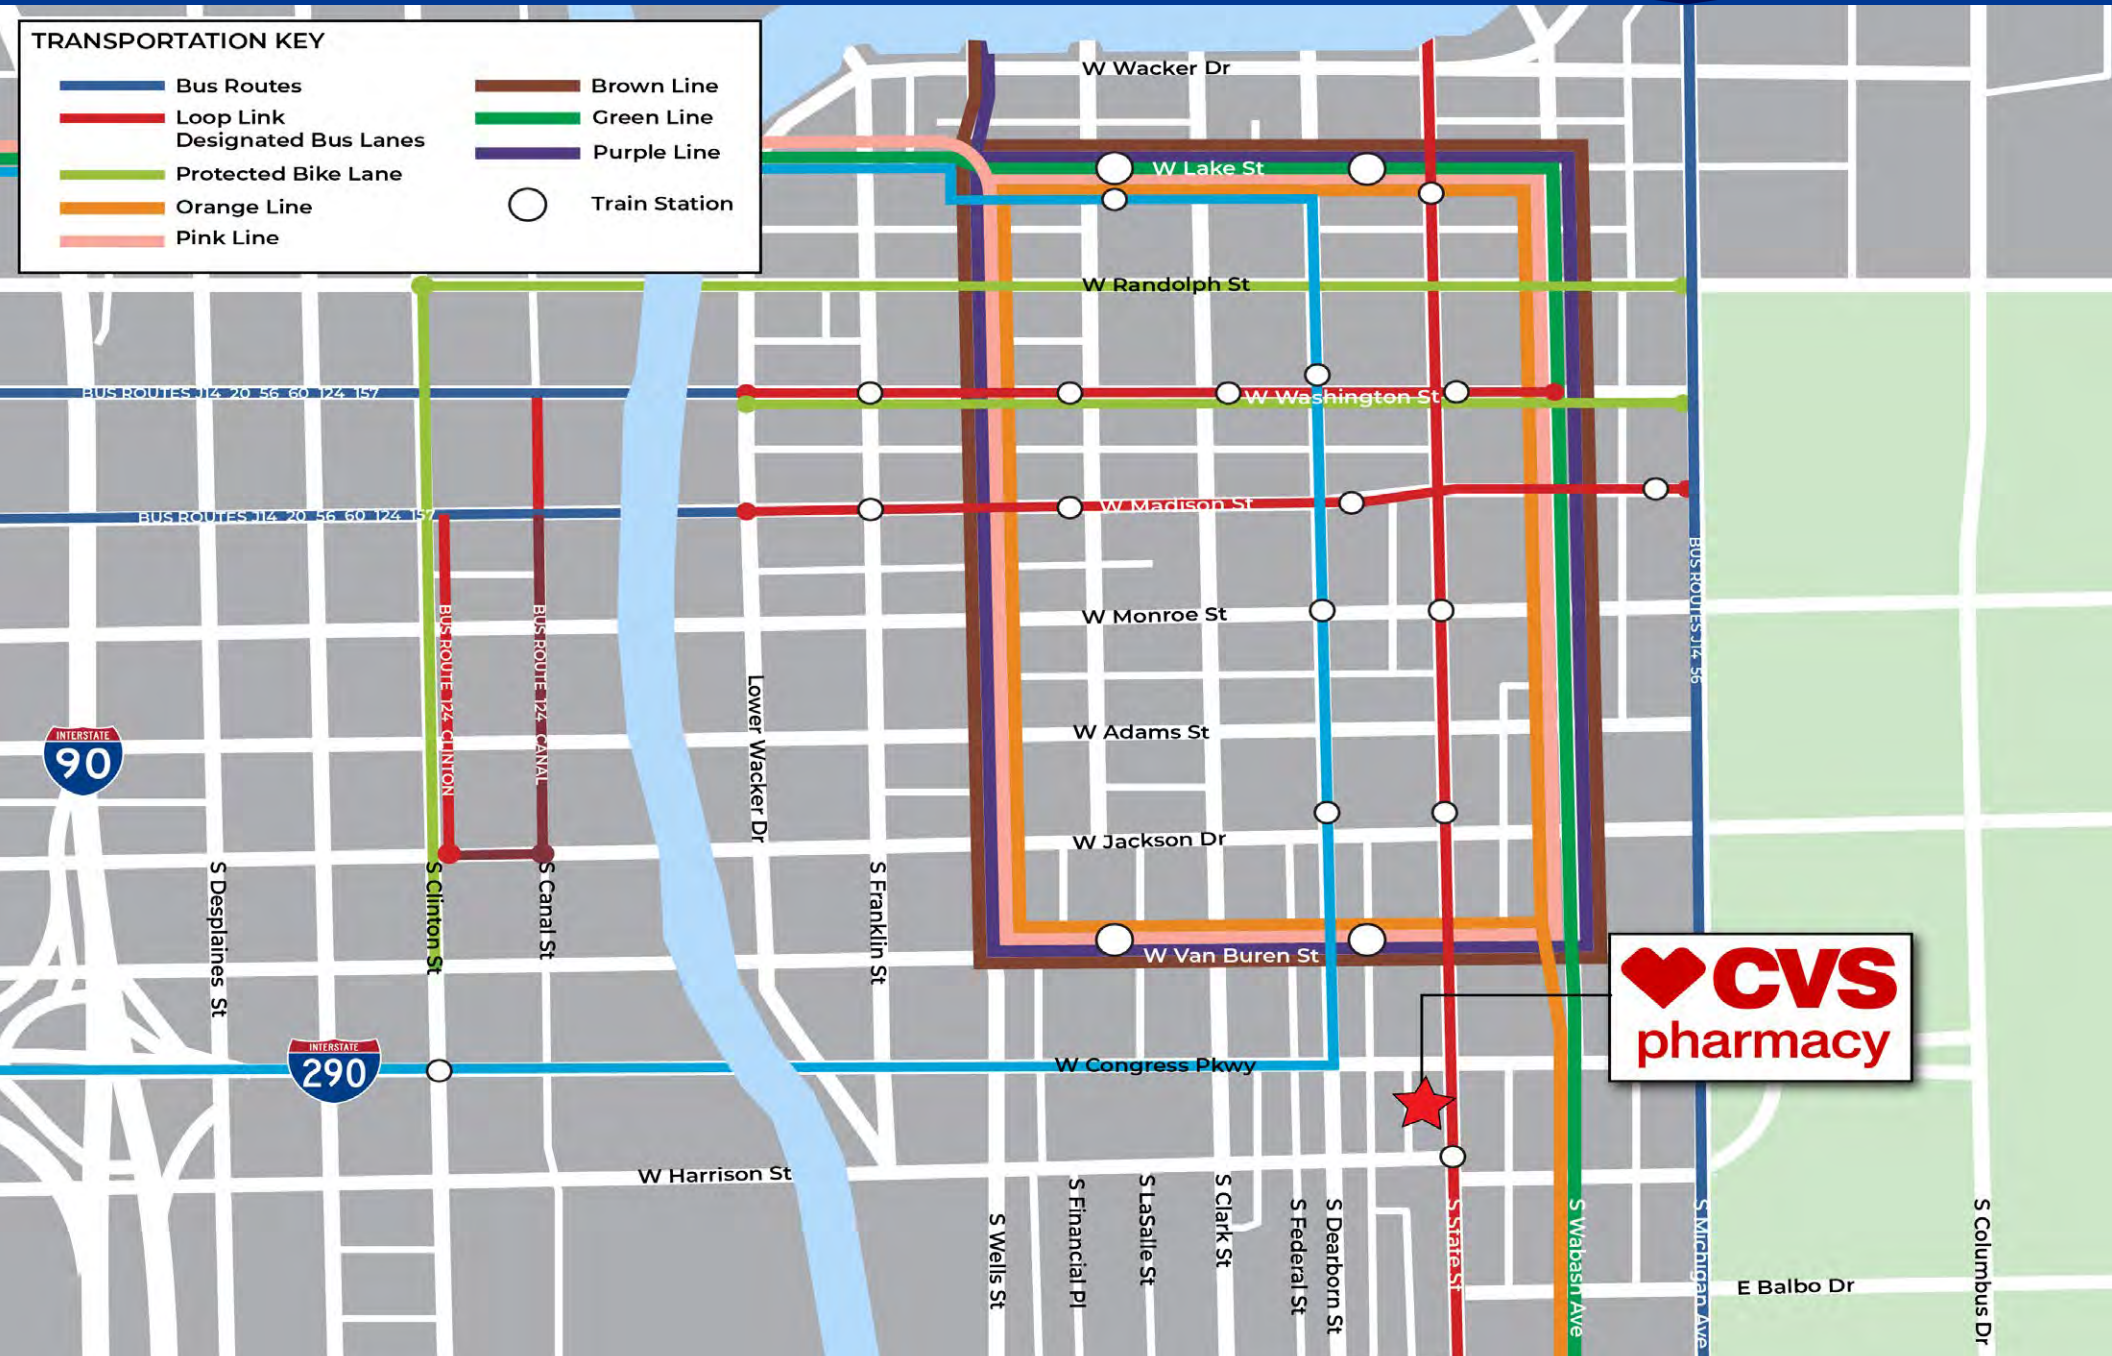 TRANSPORTATION KEY
Bus Routes
Loop Link
Designated Bus Lanes
Protected Bike Lane
Orange Line
Pink Line
Brown Line
Green Line
Purple Line
Train Station
W Wacker Dr
W Lake St
W Randolph St
BUS ROUTES J14 20 56 60 124 157
W Washington St
BUS ROUTES J14 20 56 60 124 157
W Madison St
BUS ROUTES J14 56
BUS ROUTE 124 CLINTON
BUS ROUTE 124 CANAL
W Monroe St
Lower Wacker Dr
W Adams St
INTERSTATE
90
W Jackson Dr
S Desplaines St
S Clinton St
S Canal St
S Franklin St
W Van Buren St
CVS
pharmacy
INTERSTATE
290
W Congress Pkwy
W Harrison St
S Wells St
S Financial Pl
S LaSalle St
S Clark St
S Federal St
S Dearborn St
S State St
S Wabash Ave
S Michigan Ave
E Balbo Dr
S Columbus Dr